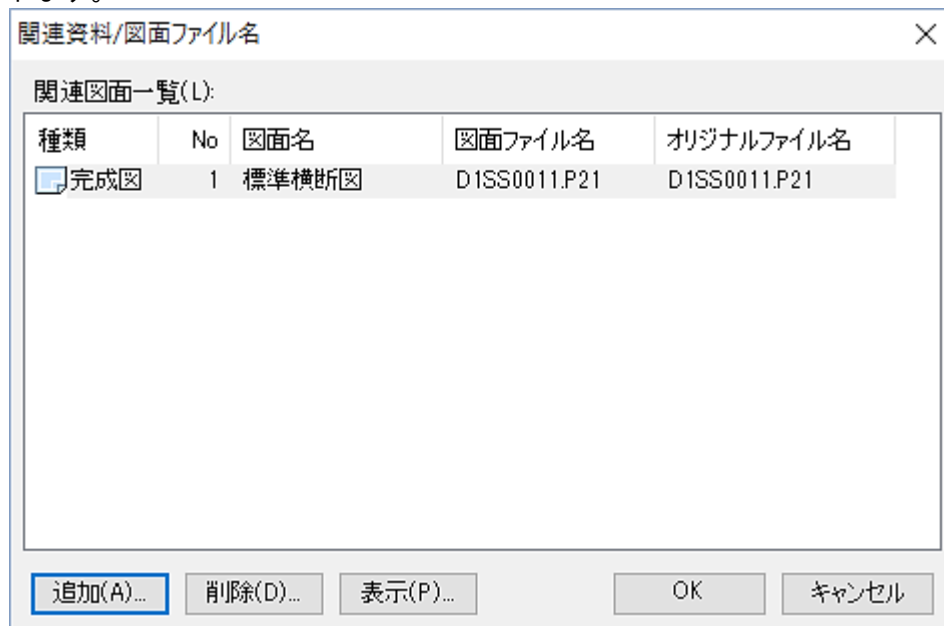 関連資料/図面ファイル名
関連図面一覧(L):
種類 No 図面名 図面ファイル名 オリジナルファイル名
完成図 1 標準横断図 D1SS0011.P21 D1SS0011.P21
追加(A)... 削除(D)... 表示(P)... OK キャンセル